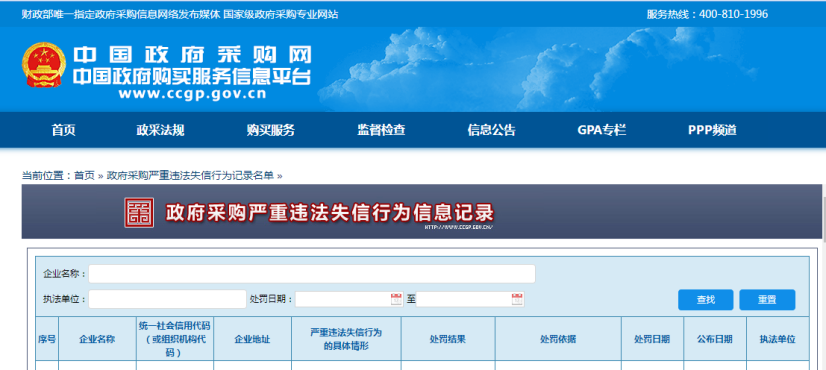 财政部唯一指定政府采购信息网络发布媒体 国家级政府采购专业网站
服务热线：400-810-1996
中国政府采购网
中国政府购买服务信息平台
www.ccgp.gov.cn
首页 政采法规 购买服务 监督检查 信息公告 GPA专栏 PPP频道
当前位置：首页 » 政府采购严重违法失信行为记录名单 »
政府采购严重违法失信行为信息记录
HTTP://WWW.CCGP.GOV.CN/
企业名称：
执法单位： 处罚日期： 至 查找 重置
序号 企业名称 统一社会信用代码（或组织机构代码） 企业地址 严重违法失信行为的具体情形 处罚结果 处罚依据 处罚日期 公布日期 执法单位